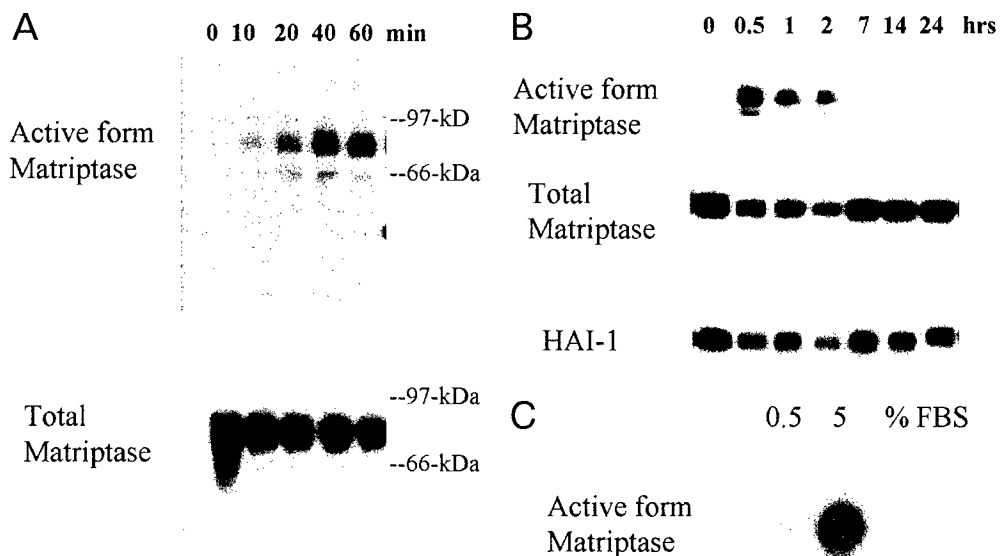 A
0 10 20 40 60 min
Active form
Matriptase
--97-kD
--66-kDa
Total
Matriptase
--97-kDa
--66-kDa
B
0 0.5 1 2 7 14 24 hrs
Active form
Matriptase
Total
Matriptase
HAI-1
C
0.5 5 % FBS
Active form
Matriptase